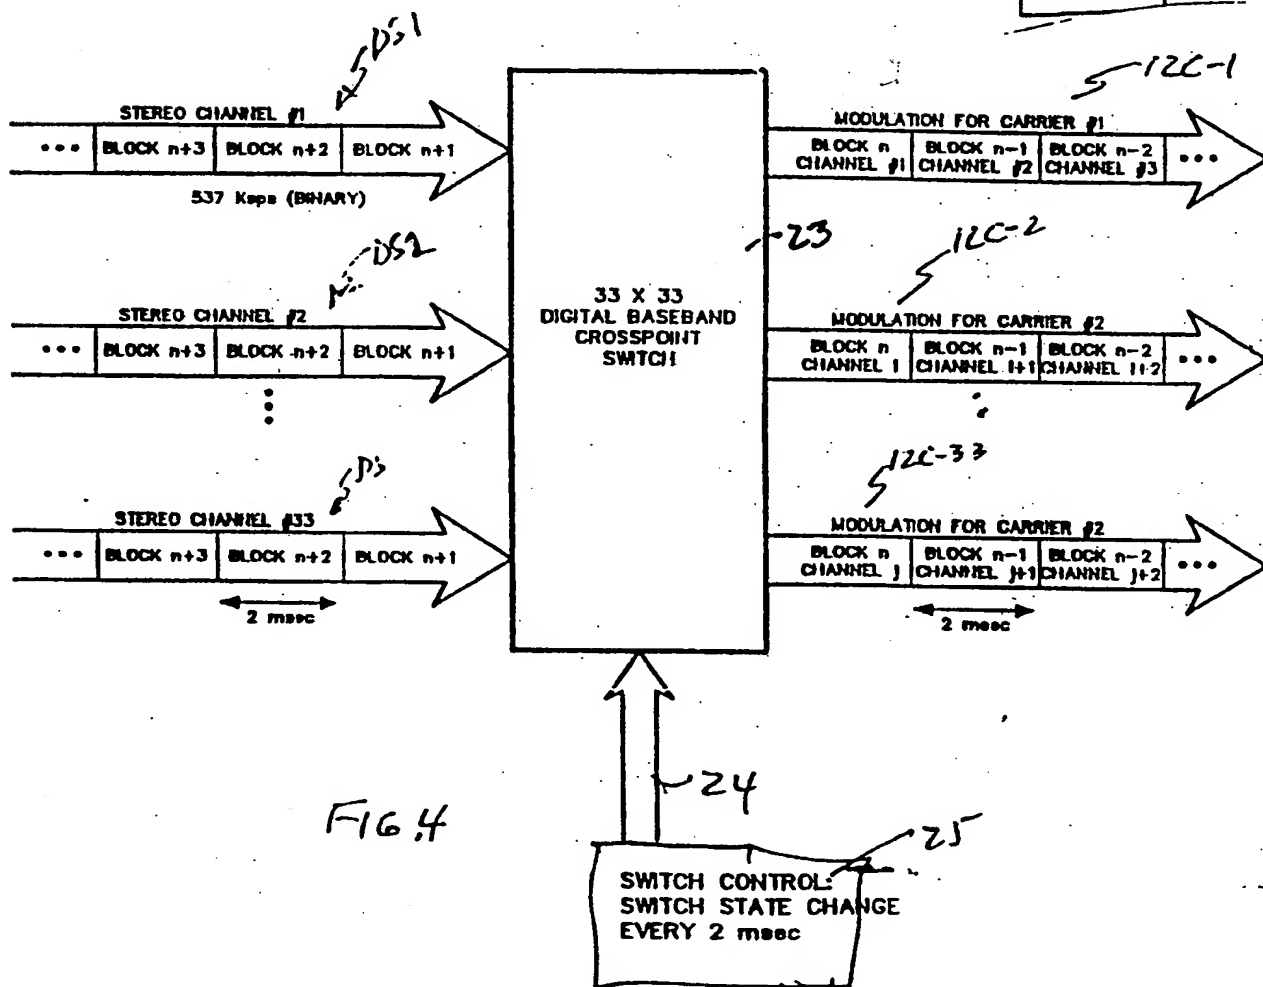 DS1
STEREO CHANNEL #1
••• BLOCK n+3 BLOCK n+2 BLOCK n+1
537 Ksps (BINARY)
DS2
STEREO CHANNEL #2
••• BLOCK n+3 BLOCK n+2 BLOCK n+1
DS
STEREO CHANNEL #33
••• BLOCK n+3 BLOCK n+2 BLOCK n+1
2 msec
33 X 33
DIGITAL BASEBAND
CROSSPOINT
SWITCH
23
12C-1
MODULATION FOR CARRIER #1
BLOCK n BLOCK n-1 BLOCK n-2 •••
CHANNEL #1 CHANNEL #2 CHANNEL #3
12C-2
MODULATION FOR CARRIER #2
BLOCK n BLOCK n-1 BLOCK n-2 •••
CHANNEL i CHANNEL i+1 CHANNEL i+2
12C-33
MODULATION FOR CARRIER #2
BLOCK n BLOCK n-1 BLOCK n-2 •••
CHANNEL j CHANNEL j+1 CHANNEL j+2
2 msec
24
FIG.4
25
SWITCH CONTROL:
SWITCH STATE CHANGE
EVERY 2 msec